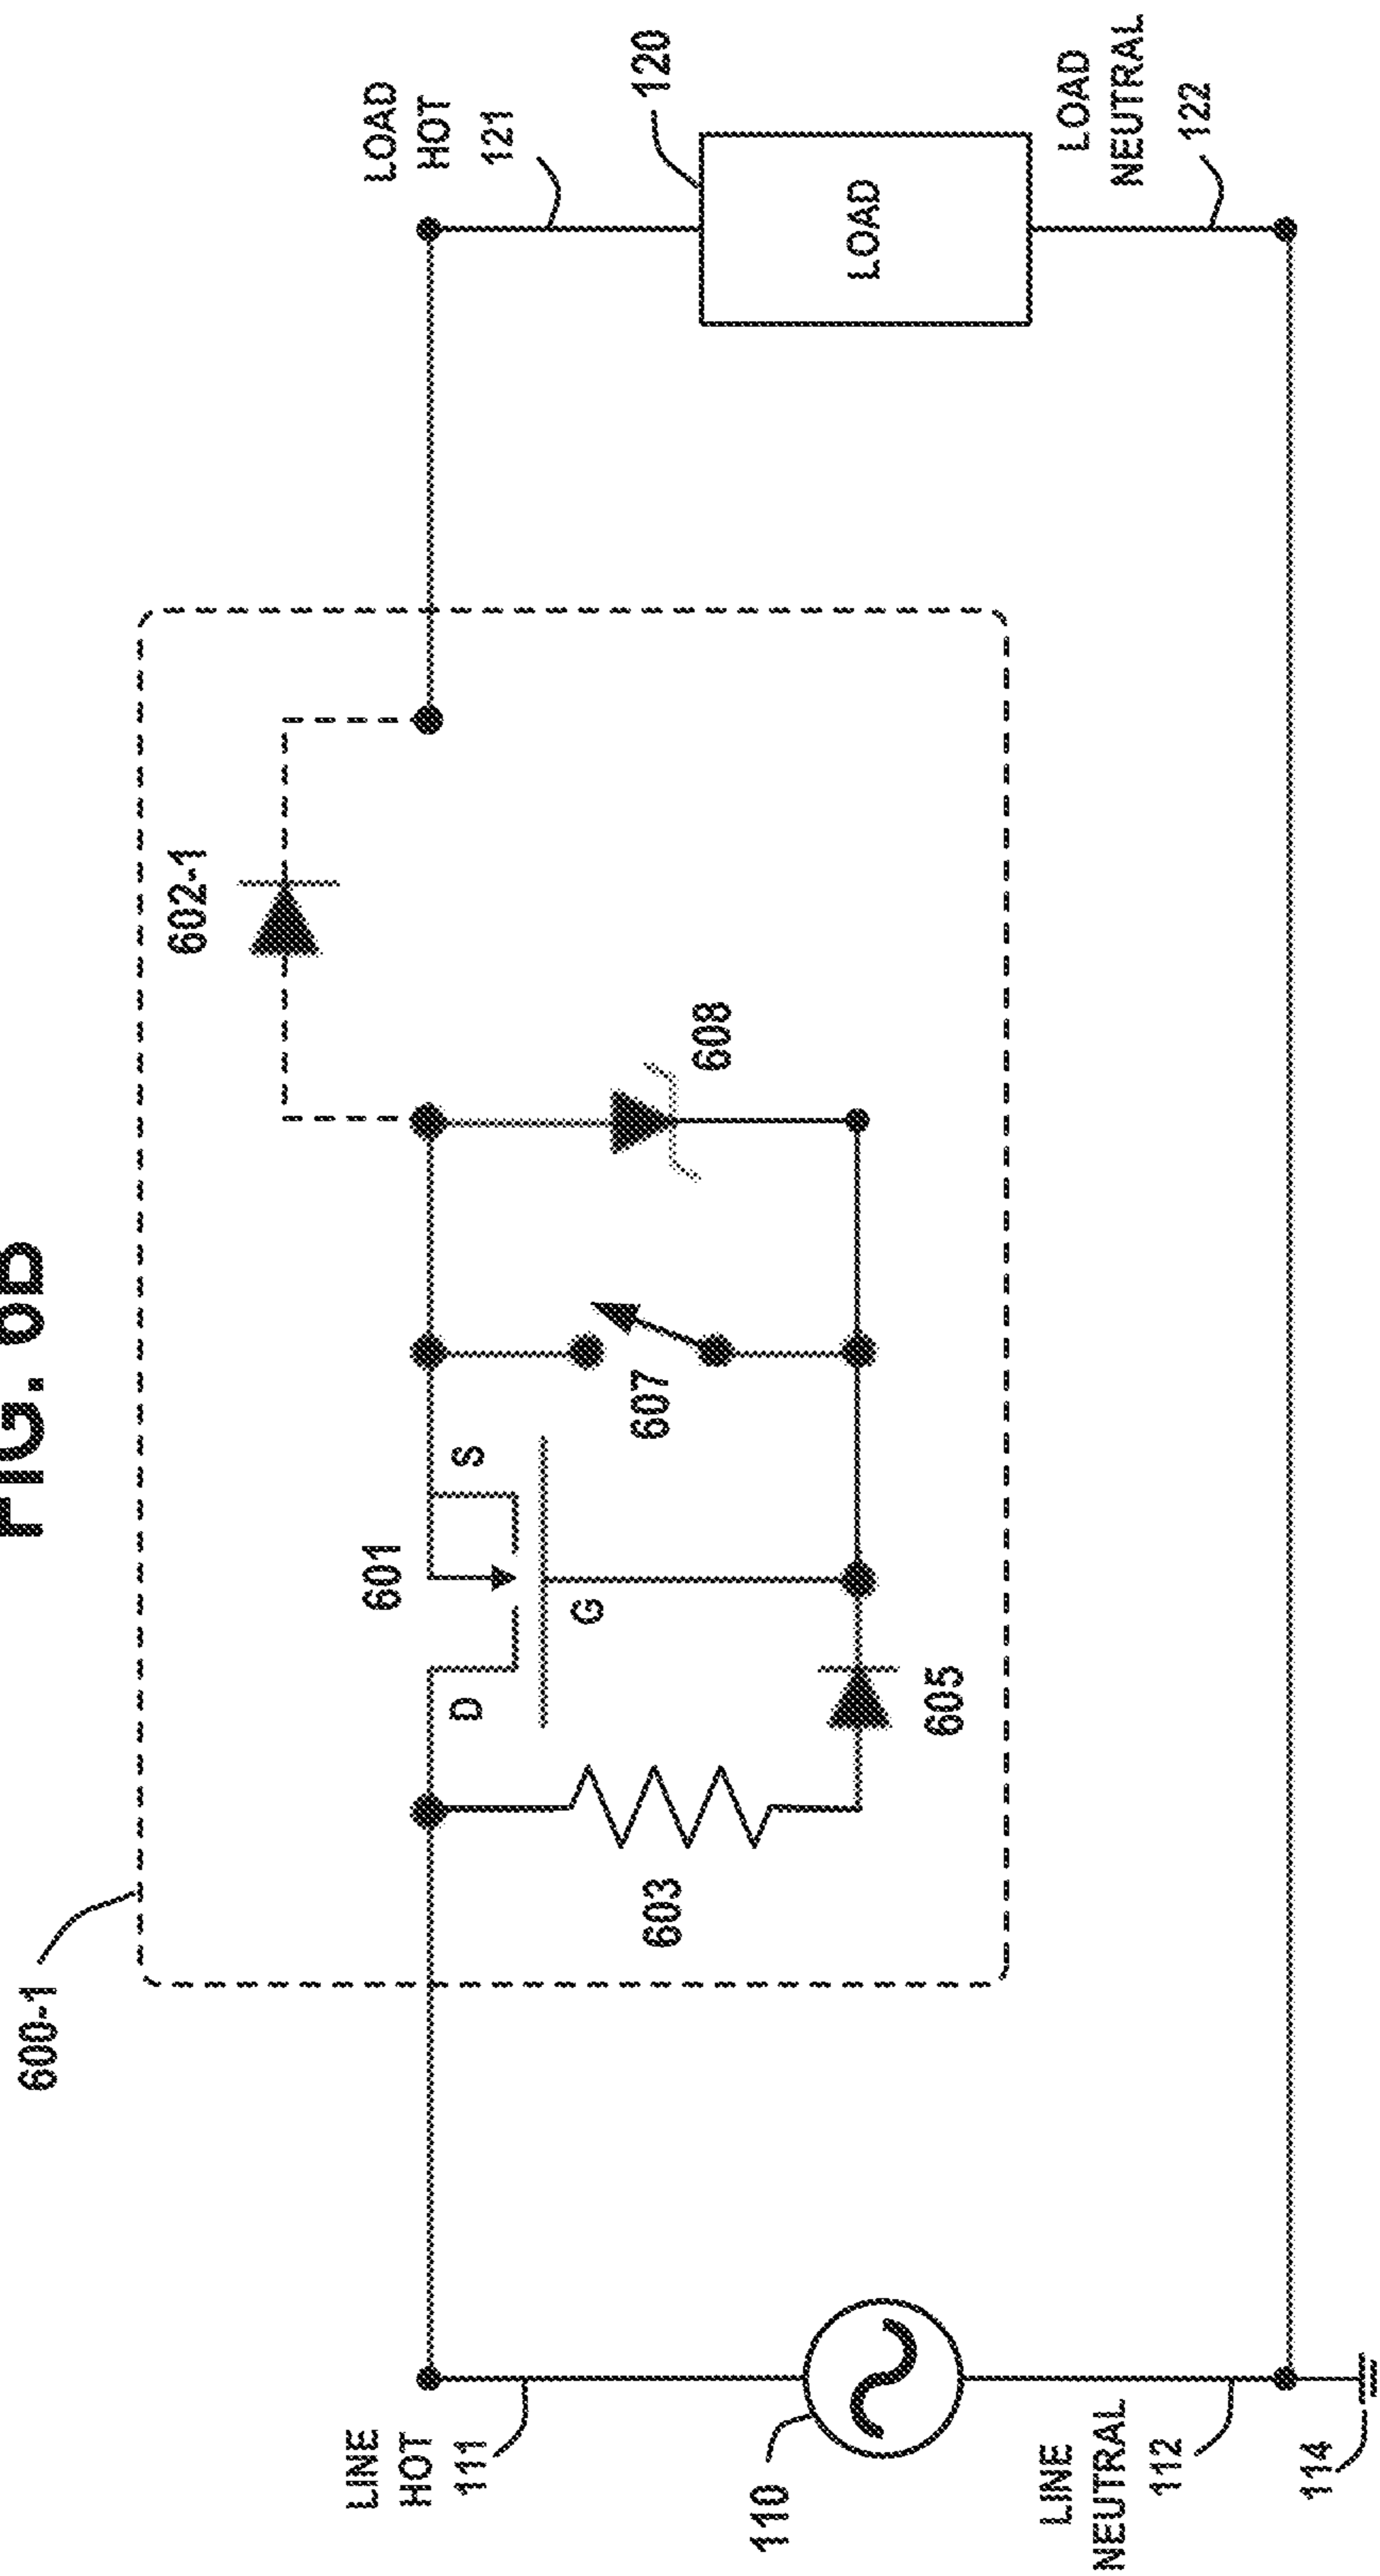 FIG. 6B
600-1
602-1
LINE
HOT
111
601
D
S
G
603
607
608
605
LOAD
HOT
121
120
LOAD
110
LINE
NEUTRAL
112
114
LOAD
NEUTRAL
122